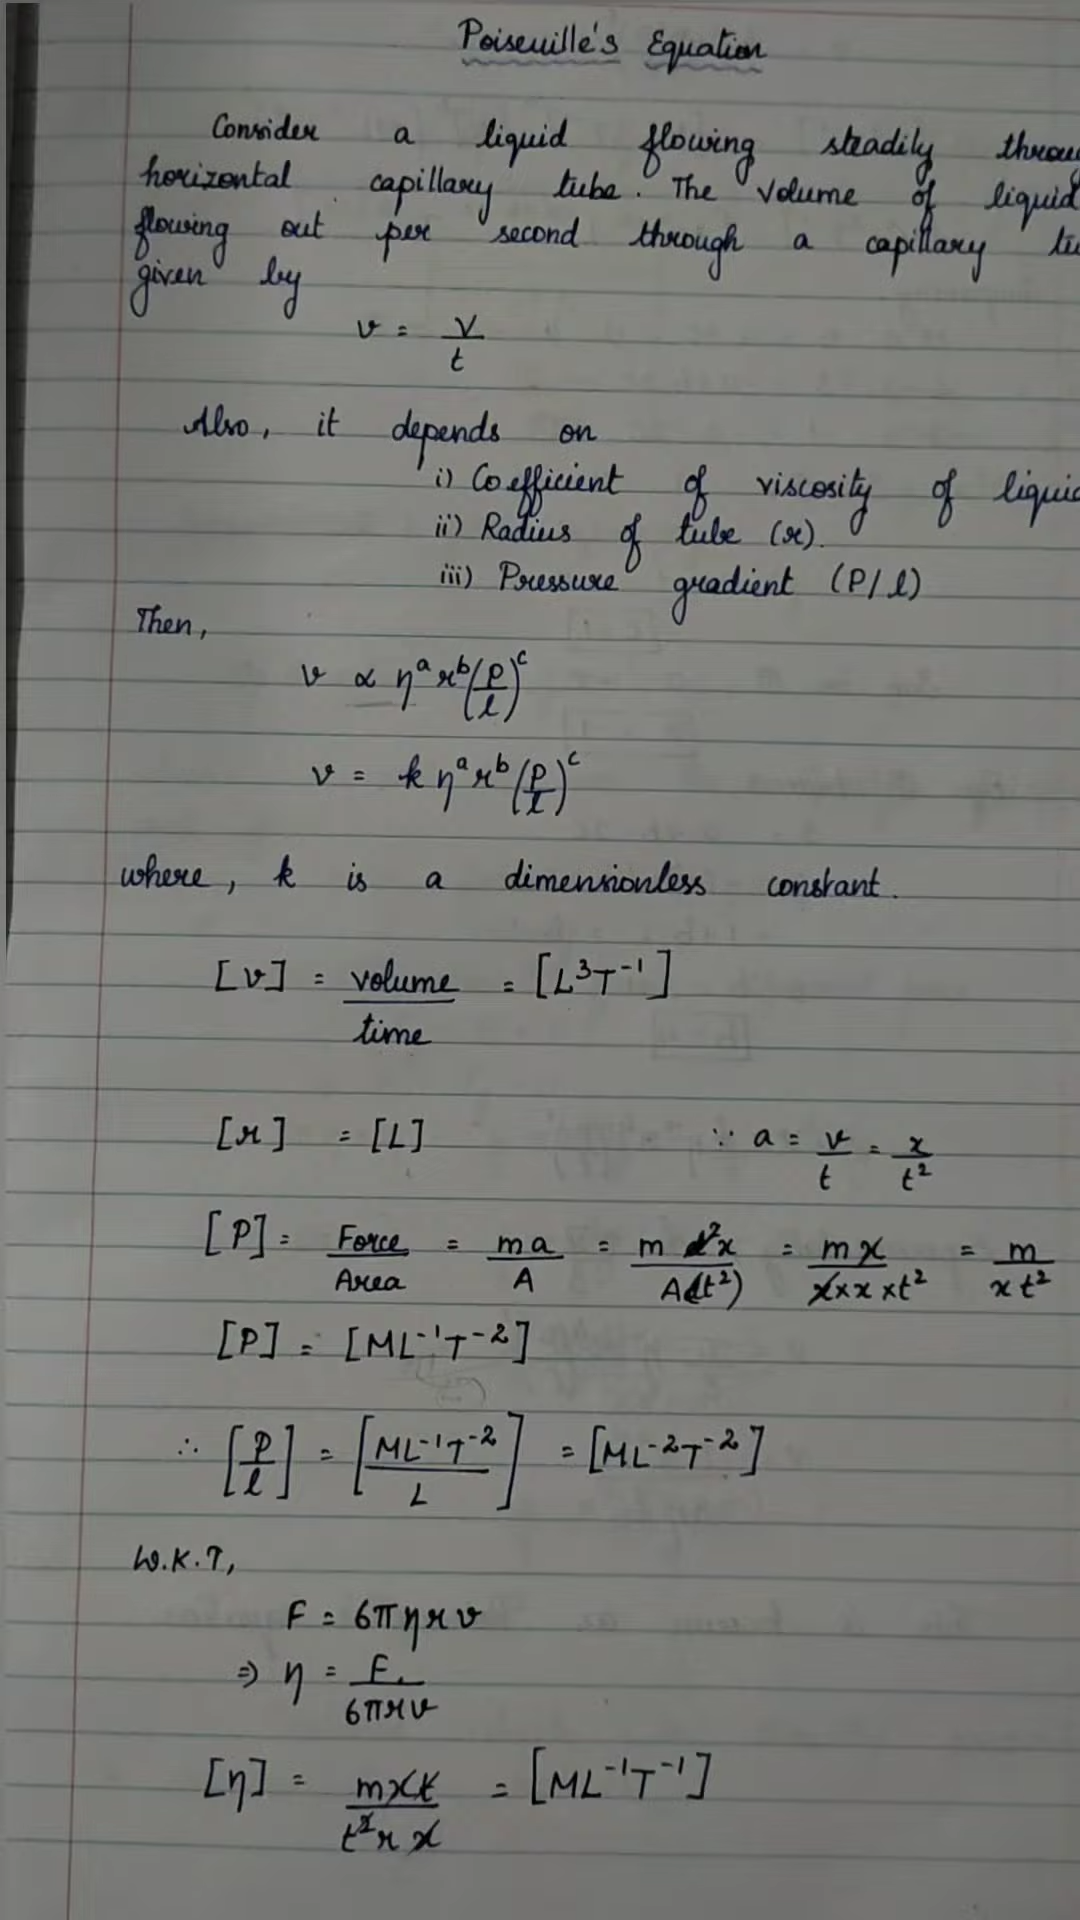 Poiseuille's Equation
Consider a liquid flowing steadily throug
horizontal capillary tube. The volume of liquid
flowing out per second through a capillary tu
given by
v = V/t
Also, it depends on
i) Coefficient of viscosity of liquid
ii) Radius of tube (r).
iii) Pressure gradient (P/l)
Then,
v ∝ η^a r^b (P/l)^c
v = k η^a r^b (P/l)^c
where, k is a dimensionless constant.
[v] = volume/time = [L³T⁻¹]
[r] = [L] ∵ a = v/t = x/t²
[P] = Force/Area = ma/A = m d²x/A(dt²) = mx/x×x×t² = m/xt²
[P] = [ML⁻¹T⁻²]
∴ [P/l] = [ML⁻¹T⁻²/L] = [ML⁻²T⁻²]
W.K.T,
F = 6πηrv
⇒ η = F/6πrv
[η] = mxt/t²rx = [ML⁻¹T⁻¹]